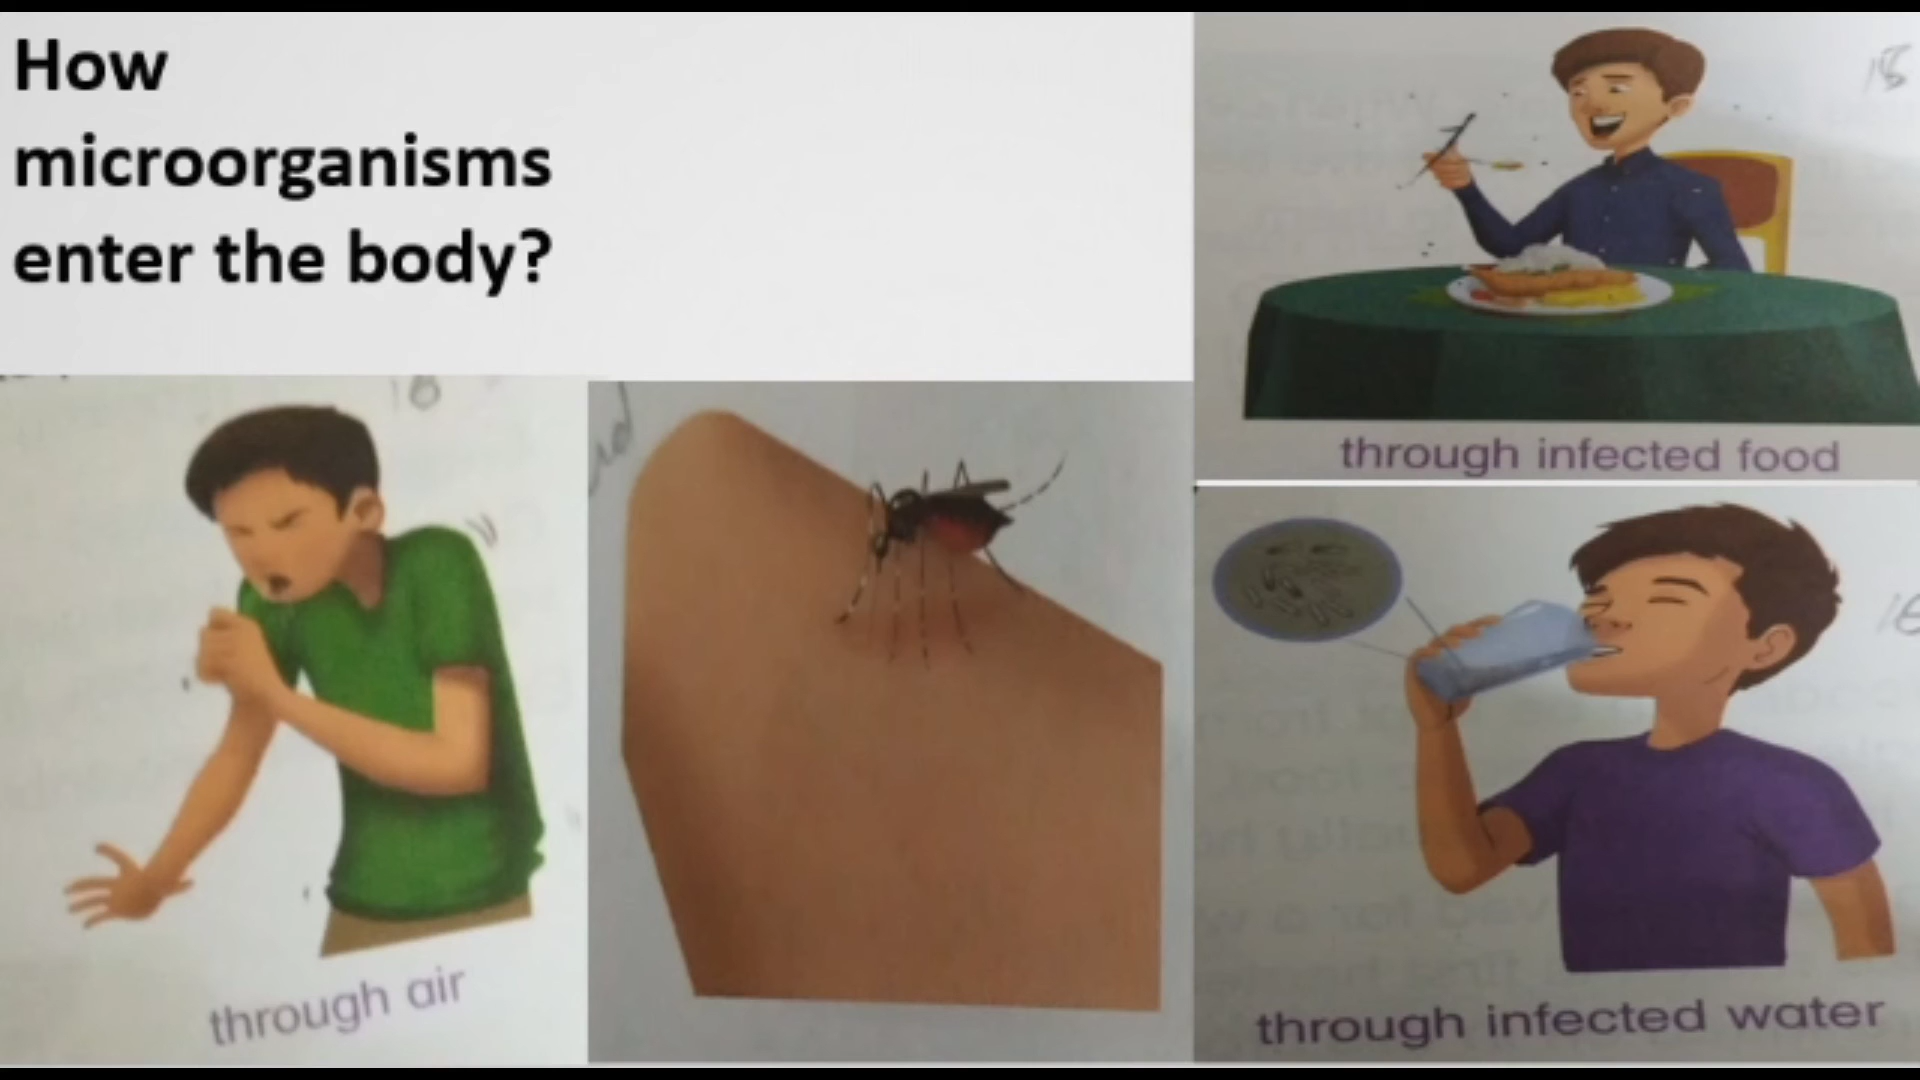 How
microorganisms
enter the body?
through infected food
through air
through infected water